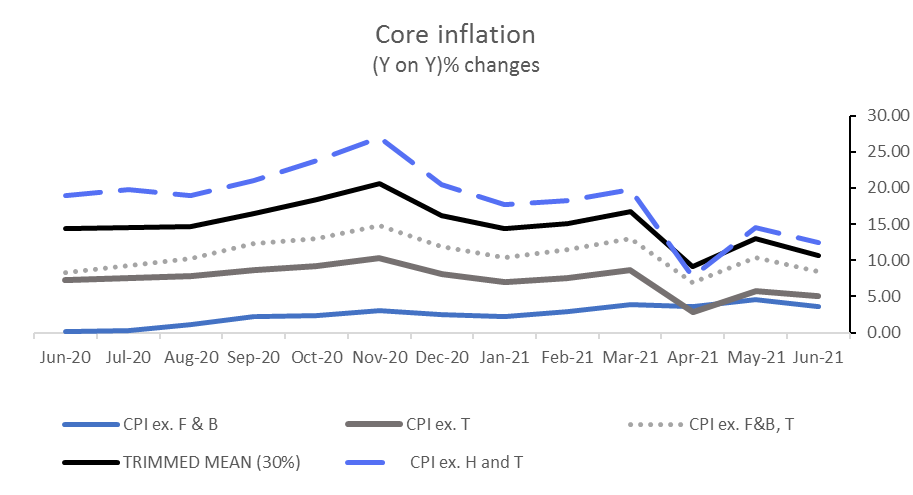 Core inflation
(Y on Y)% changes
30.00
25.00
20.00
15.00
10.00
5.00
0.00
Jun-20 Jul-20 Aug-20 Sep-20 Oct-20 Nov-20 Dec-20 Jan-21 Feb-21 Mar-21 Apr-21 May-21 Jun-21
CPI ex. F & B CPI ex. T CPI ex. F&B, T
TRIMMED MEAN (30%) CPI ex. H and T